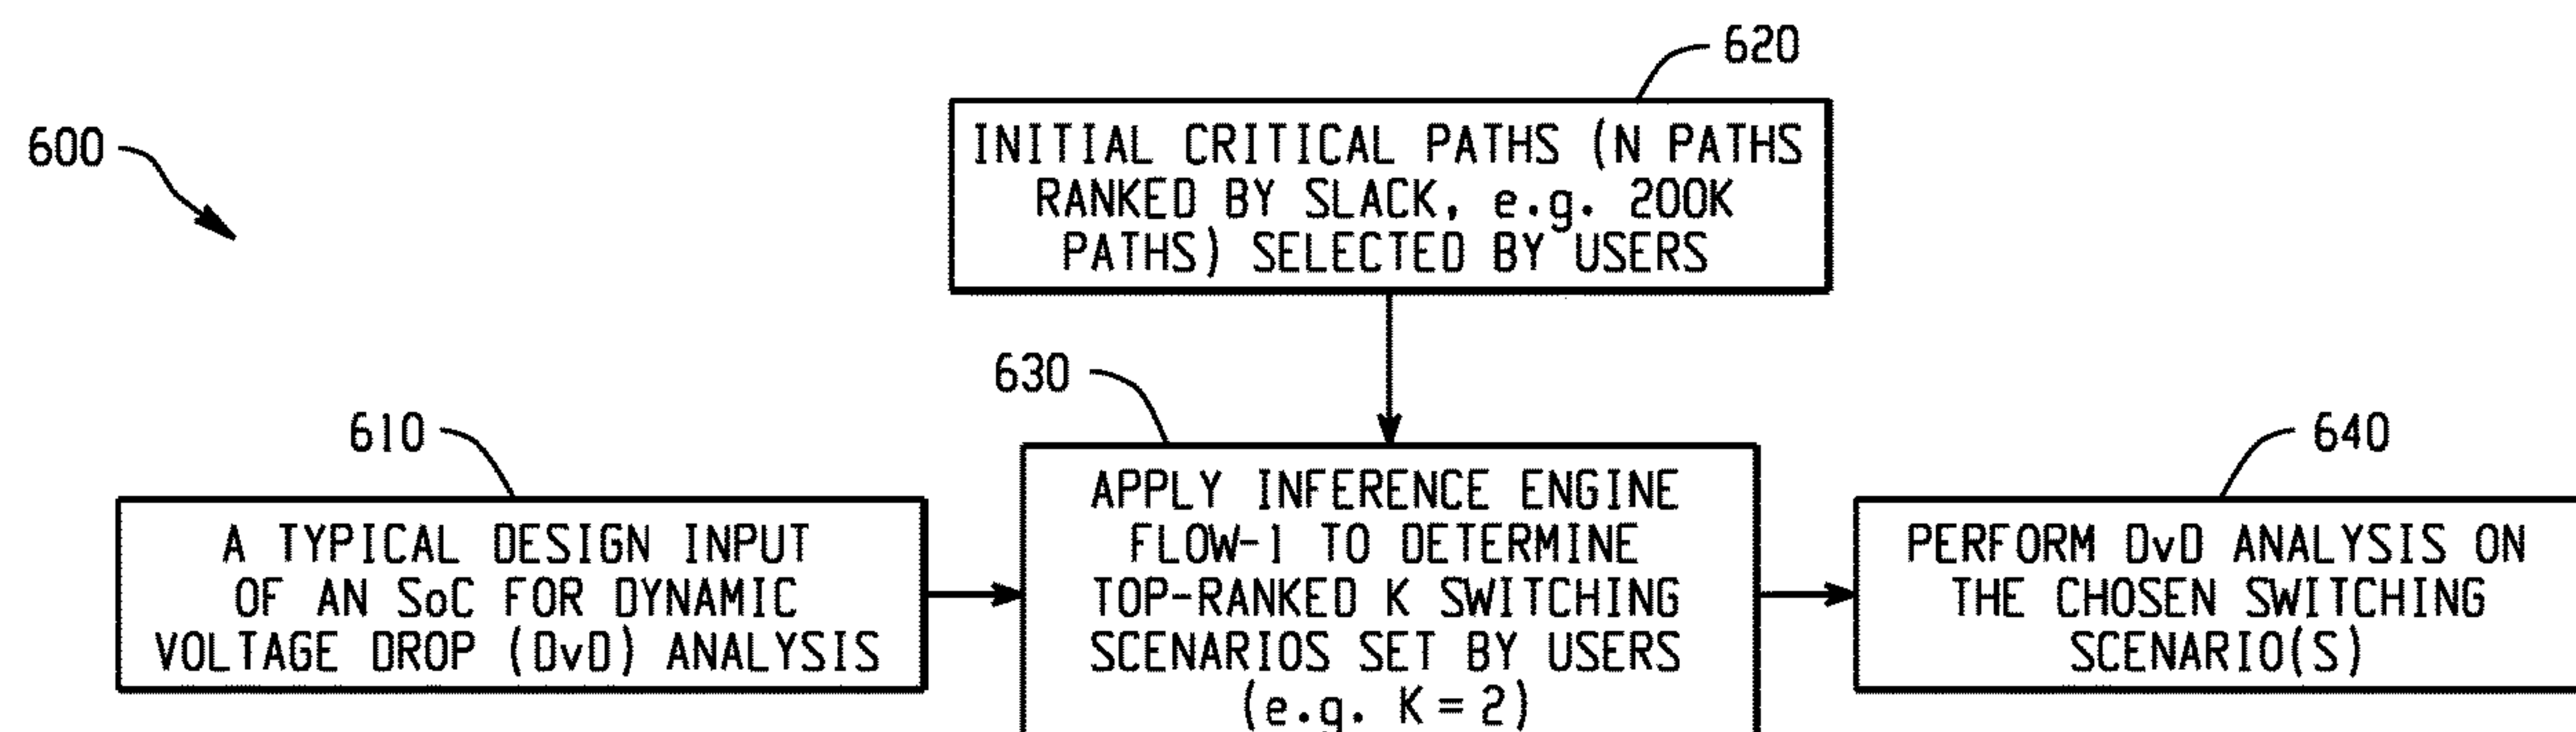 600
620
INITIAL CRITICAL PATHS (N PATHS
RANKED BY SLACK, e.g. 200K
PATHS) SELECTED BY USERS
610
A TYPICAL DESIGN INPUT
OF AN SoC FOR DYNAMIC
VOLTAGE DROP (DvD) ANALYSIS
630
APPLY INFERENCE ENGINE
FLOW-1 TO DETERMINE
TOP-RANKED K SWITCHING
SCENARIOS SET BY USERS
(e.g. K = 2)
640
PERFORM DvD ANALYSIS ON
THE CHOSEN SWITCHING
SCENARIO(S)